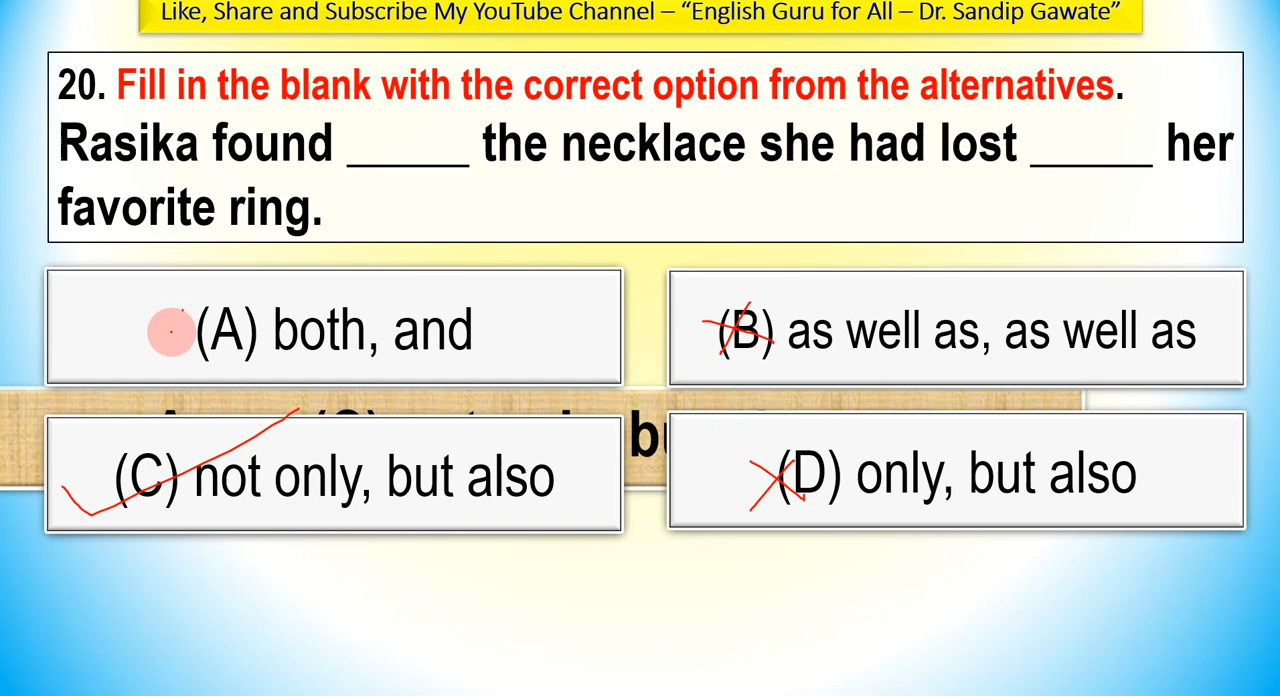 Like, Share and Subscribe My YouTube Channel – “English Guru for All – Dr. Sandip Gawate”
20. Fill in the blank with the correct option from the alternatives.
Rasika found _____ the necklace she had lost _____ her
favorite ring.
(A) both, and
(B) as well as, as well as
(C) not only, but also
(D) only, but also